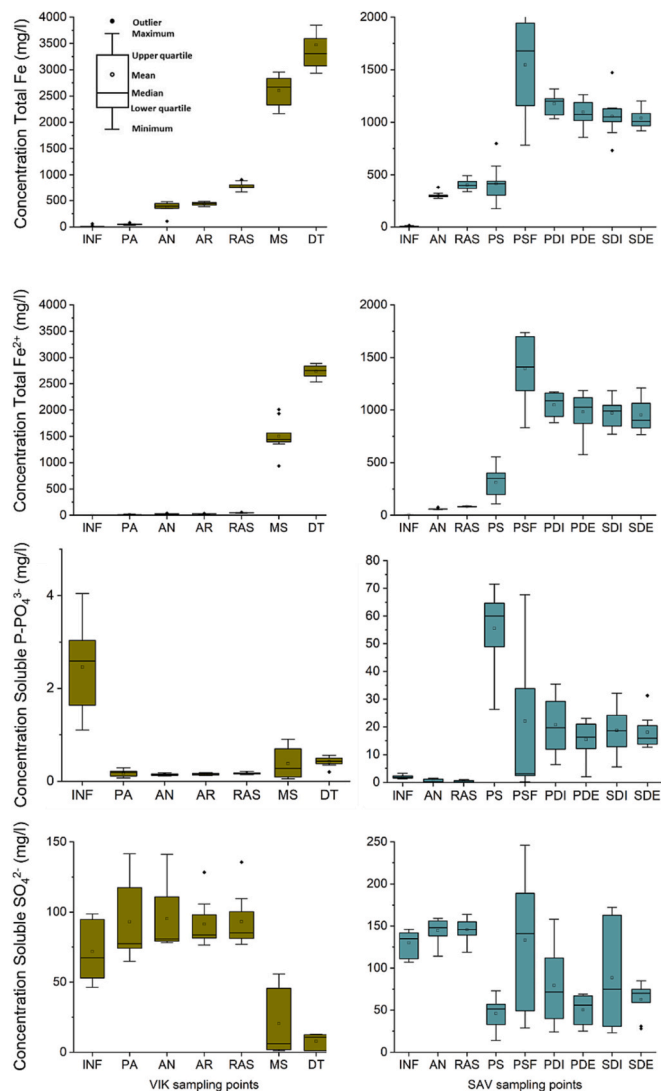 Concentration Total Fe (mg/l)
4000
3500
3000
2500
2000
1500
1000
500
0
Outlier
Maximum
Upper quartile
Mean
Median
Lower quartile
Minimum
INF PA AN AR RAS MS DT
2000
1500
1000
500
0
INF AN RAS PS PSF PDI PDE SDI SDE
Concentration Total Fe²⁺ (mg/l)
4000
3500
3000
2500
2000
1500
1000
500
0
INF PA AN AR RAS MS DT
2000
1500
1000
500
0
INF AN RAS PS PSF PDI PDE SDI SDE
Concentration Soluble P-PO₄³⁻ (mg/l)
4
2
0
INF PA AN AR RAS MS DT
80
70
60
50
40
30
20
10
0
INF AN RAS PS PSF PDI PDE SDI SDE
Concentration Soluble SO₄²⁻ (mg/l)
150
100
50
0
INF PA AN AR RAS MS DT
VIK sampling points
250
200
150
100
50
0
INF AN RAS PS PSF PDI PDE SDI SDE
SAV sampling points